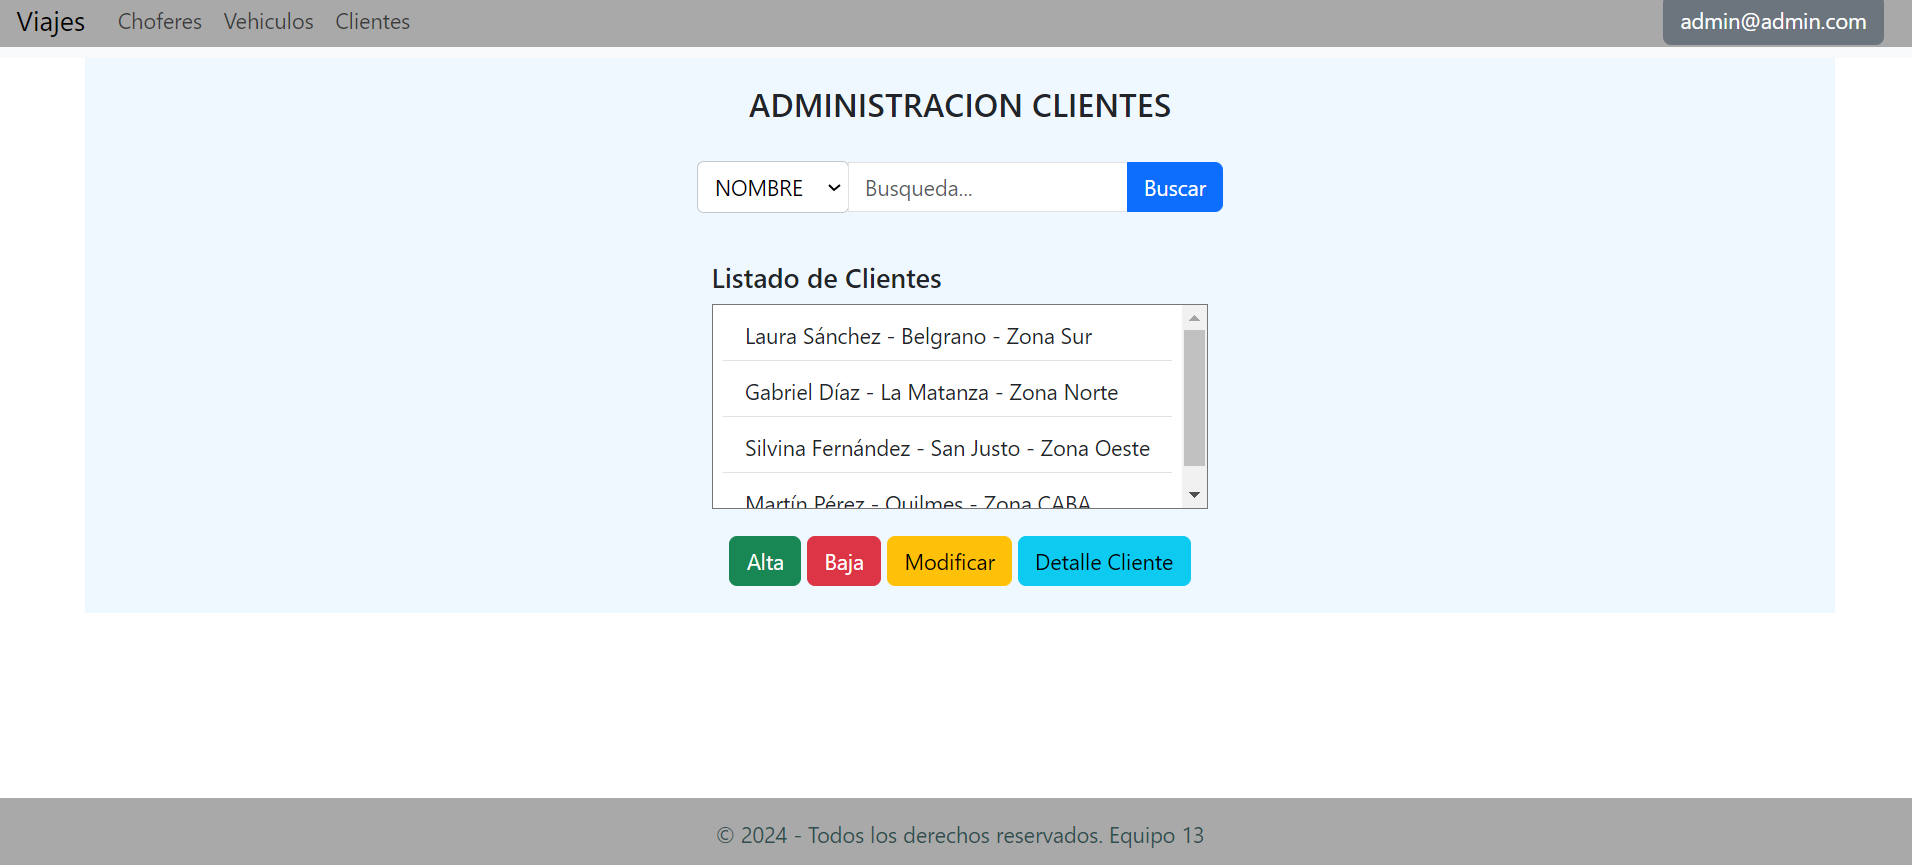 Viajes Choferes Vehiculos Clientes admin@admin.com
ADMINISTRACION CLIENTES
NOMBRE Busqueda... Buscar
Listado de Clientes
Laura Sánchez - Belgrano - Zona Sur
Gabriel Díaz - La Matanza - Zona Norte
Silvina Fernández - San Justo - Zona Oeste
Martín Pérez - Quilmes - Zona CABA
Alta Baja Modificar Detalle Cliente
© 2024 - Todos los derechos reservados. Equipo 13